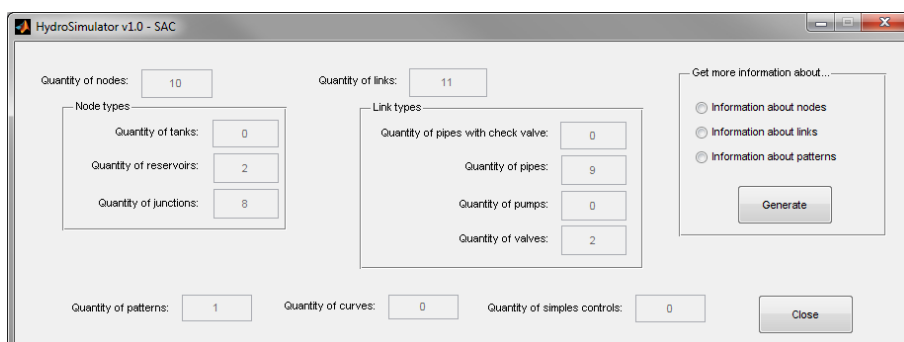 HydroSimulator v1.0 - SAC
Quantity of nodes: 10
Quantity of links: 11
Node types
Quantity of tanks: 0
Quantity of reservoirs: 2
Quantity of junctions: 8
Link types
Quantity of pipes with check valve: 0
Quantity of pipes: 9
Quantity of pumps: 0
Quantity of valves: 2
Get more information about...
Information about nodes
Information about links
Information about patterns
Generate
Quantity of patterns: 1
Quantity of curves: 0
Quantity of simples controls: 0
Close